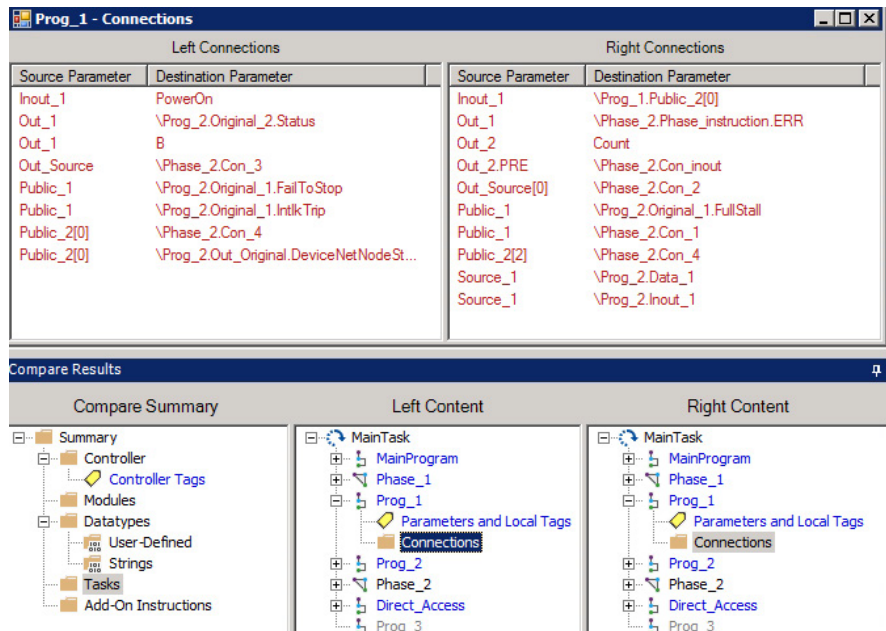 Prog_1 - Connections
Left Connections
Right Connections
Source Parameter Destination Parameter
Source Parameter Destination Parameter
Inout_1 PowerOn
Out_1 \Prog_2.Original_2.Status
Out_1 B
Out_Source \Phase_2.Con_3
Public_1 \Prog_2.Original_1.FailToStop
Public_1 \Prog_2.Original_1.IntlkTrip
Public_2[0] \Phase_2.Con_4
Public_2[0] \Prog_2.Out_Original.DeviceNetNodeSt...
Inout_1 \Prog_1.Public_2[0]
Out_1 \Phase_2.Phase_instruction.ERR
Out_2 Count
Out_2.PRE \Phase_2.Con_inout
Out_Source[0] \Phase_2.Con_2
Public_1 \Prog_2.Original_1.FullStall
Public_1 \Phase_2.Con_1
Public_2[2] \Phase_2.Con_4
Source_1 \Prog_2.Data_1
Source_1 \Prog_2.Inout_1
Compare Results
Compare Summary
Left Content
Right Content
Summary
Controller
Controller Tags
Modules
Datatypes
User-Defined
Strings
Tasks
Add-On Instructions
MainTask
MainProgram
Phase_1
Prog_1
Parameters and Local Tags
Connections
Prog_2
Phase_2
Direct_Access
Prog_3
MainTask
MainProgram
Phase_1
Prog_1
Parameters and Local Tags
Connections
Prog_2
Phase_2
Direct_Access
Prog_3